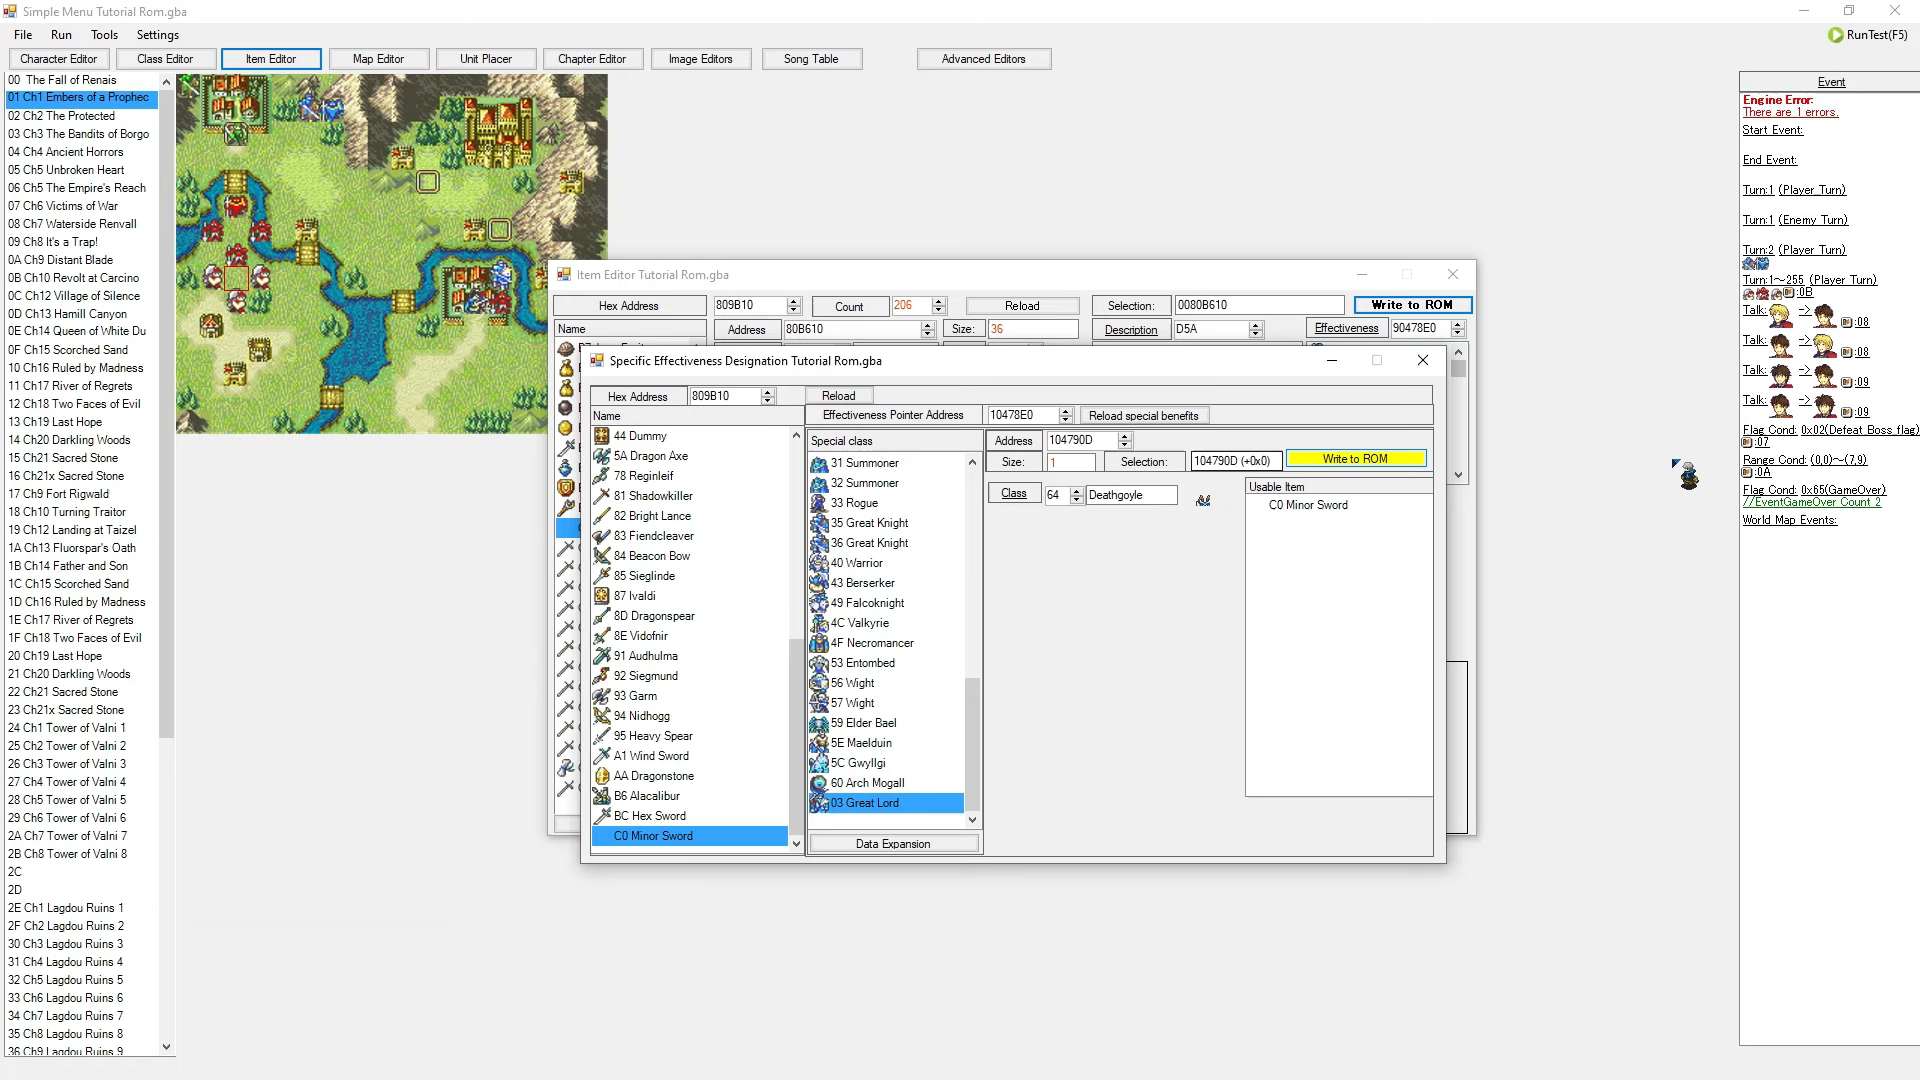 Simple Menu Tutorial Rom.gba
File Run Tools Settings
RunTest(F5)
Character Editor Class Editor Item Editor Map Editor Unit Placer Chapter Editor Image Editors Song Table Advanced Editors
00 The Fall of Renais
01 Ch1 Embers of a Prophec
02 Ch2 The Protected
03 Ch3 The Bandits of Borgo
04 Ch4 Ancient Horrors
05 Ch5 Unbroken Heart
06 Ch5 The Empire's Reach
07 Ch6 Victims of War
08 Ch7 Waterside Renvall
09 Ch8 It's a Trap!
0A Ch9 Distant Blade
0B Ch10 Revolt at Carcino
0C Ch12 Village of Silence
0D Ch13 Hamill Canyon
0E Ch14 Queen of White Du
0F Ch15 Scorched Sand
10 Ch16 Ruled by Madness
11 Ch17 River of Regrets
12 Ch18 Two Faces of Evil
13 Ch19 Last Hope
14 Ch20 Darkling Woods
15 Ch21 Sacred Stone
16 Ch21x Sacred Stone
17 Ch9 Fort Rigwald
18 Ch10 Turning Traitor
19 Ch12 Landing at Taizel
1A Ch13 Fluorspar's Oath
1B Ch14 Father and Son
1C Ch15 Scorched Sand
1D Ch16 Ruled by Madness
1E Ch17 River of Regrets
1F Ch18 Two Faces of Evil
20 Ch19 Last Hope
21 Ch20 Darkling Woods
22 Ch21 Sacred Stone
23 Ch21x Sacred Stone
24 Ch1 Tower of Valni 1
25 Ch2 Tower of Valni 2
26 Ch3 Tower of Valni 3
27 Ch4 Tower of Valni 4
28 Ch5 Tower of Valni 5
29 Ch6 Tower of Valni 6
2A Ch7 Tower of Valni 7
2B Ch8 Tower of Valni 8
2C
2D
2E Ch1 Lagdou Ruins 1
2F Ch2 Lagdou Ruins 2
30 Ch3 Lagdou Ruins 3
31 Ch4 Lagdou Ruins 4
32 Ch5 Lagdou Ruins 5
33 Ch6 Lagdou Ruins 6
34 Ch7 Lagdou Ruins 7
35 Ch8 Lagdou Ruins 8
36 Ch9 Lagdou Ruins 9
Item Editor Tutorial Rom.gba
Hex Address 809B10 Count 206 Reload Selection: 0080B610 Write to ROM
Name Address 80B610 Size: 36 Description D5A Effectiveness 90478E0
Specific Effectiveness Designation Tutorial Rom.gba
Hex Address 809B10 Reload
Name
Effectiveness Pointer Address 10478E0 Reload special benefits
44 Dummy
5A Dragon Axe
78 Reginleif
81 Shadowkiller
82 Bright Lance
83 Fiendcleaver
84 Beacon Bow
85 Sieglinde
87 Ivaldi
8D Dragonspear
8E Vidofnir
91 Audhulma
92 Siegmund
93 Garm
94 Nidhogg
95 Heavy Spear
A1 Wind Sword
AA Dragonstone
B6 Alacalibur
BC Hex Sword
C0 Minor Sword
Special class
31 Summoner
32 Summoner
33 Rogue
35 Great Knight
36 Great Knight
40 Warrior
43 Berserker
49 Falcoknight
4C Valkyrie
4F Necromancer
53 Entombed
56 Wight
57 Wight
59 Elder Bael
5E Maelduin
5C Gwyllgi
60 Arch Mogall
03 Great Lord
Data Expansion
Address 104790D
Size: 1 Selection: 104790D (+0x0) Write to ROM
Class 64 Deathgoyle
Usable Item
C0 Minor Sword
Event
Engine Error:
There are 1 errors.
Start Event:
End Event:
Turn:1 (Player Turn)
Turn:1 (Enemy Turn)
Turn:2 (Player Turn)
Turn:1~255 (Player Turn)
:0B
Talk: -> :08
Talk: -> :08
Talk: -> :09
Talk: -> :09
Flag Cond: 0x02(Defeat Boss flag)
:07
Range Cond: (0,0)~(7,9)
:0A
Flag Cond: 0x65(GameOver)
//EventGameOver Count 2
World Map Events: